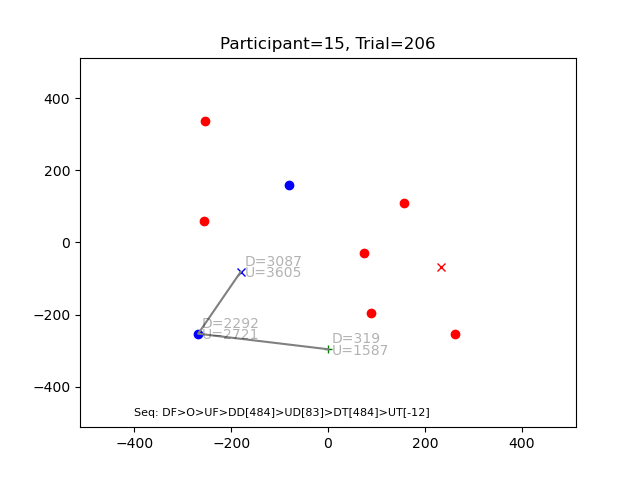 Participant=15, Trial=206
400
200
0
−200
−400
D=3087
U=3605
D=2292
U=2721
D=319
U=1587
Seq: DF>O>UF>DD[484]>UD[83]>DT[484]>UT[-12]
−400
−200
0
200
400